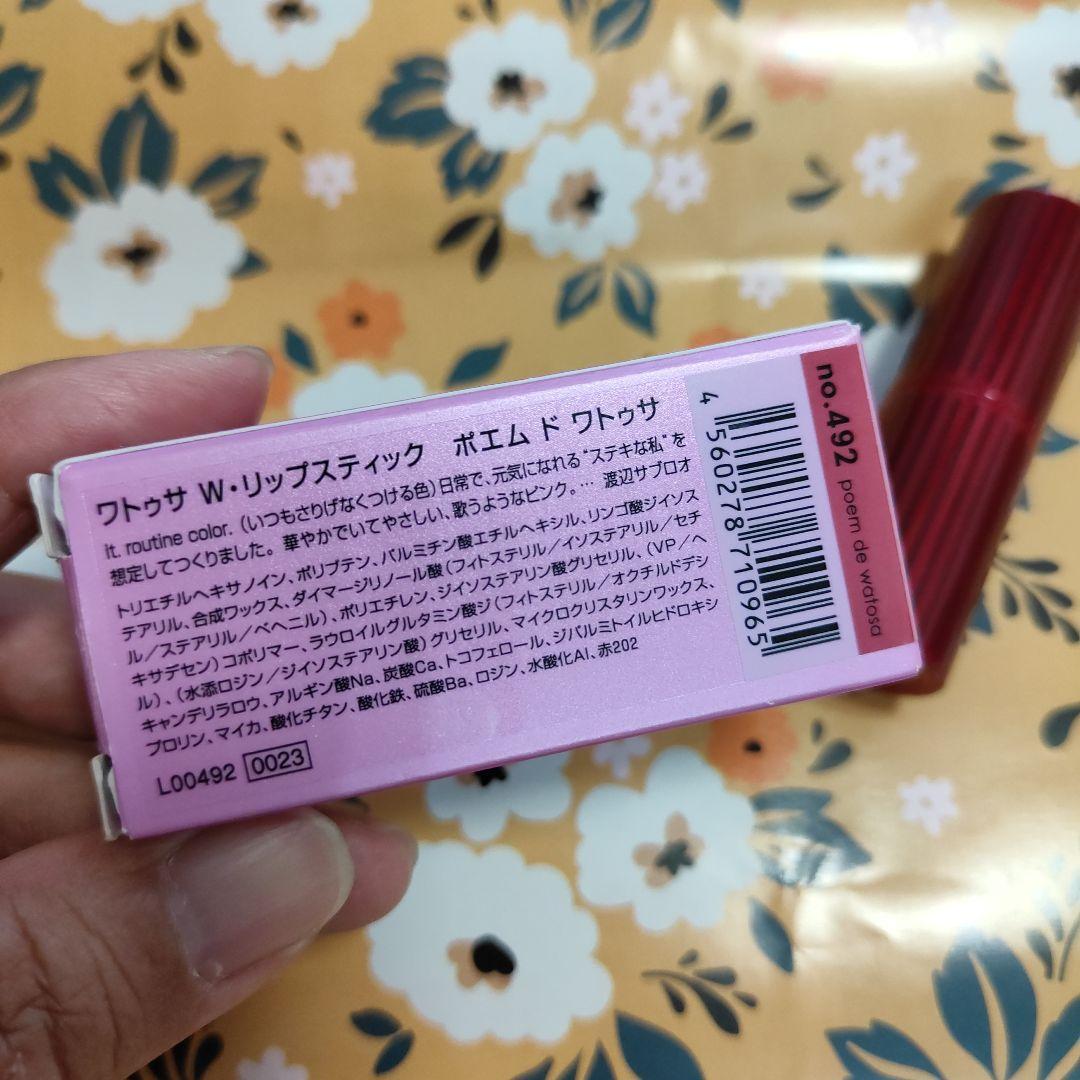 ワトゥサ W・リップスティック ポエム ド ワトゥサ
it. routine color. (いつもさりげなくつける色) 日常で、元気になれる“ステキな私”を
想定してつくりました。華やかでいてやさしい、歌うようなピンク。… 渡辺サブロオ
トリエチルヘキサノイン、ポリブテン、パルミチン酸エチルヘキシル、リンゴ酸ジイソス
テアリル、合成ワックス、ダイマージリノール酸(フィトステリル/イソステアリル/セチ
ル/ステアリル/ベヘニル)、ポリエチレン、ジイソステアリン酸グリセリル、(VP/ヘ
キサデセン)コポリマー、ラウロイルグルタミン酸ジ(フィトステリル/オクチルドデシ
ル)、(水添ロジン/ジイソステアリン酸)グリセリル、マイクロクリスタリンワックス、
キャンデリラロウ、アルギン酸Na、炭酸Ca、トコフェロール、ジパルミトイルヒドロキシ
プロリン、マイカ、酸化チタン、酸化鉄、硫酸Ba、ロジン、水酸化Al、赤202
L00492 0023
4 560278 710965
no.492 poem de watosa